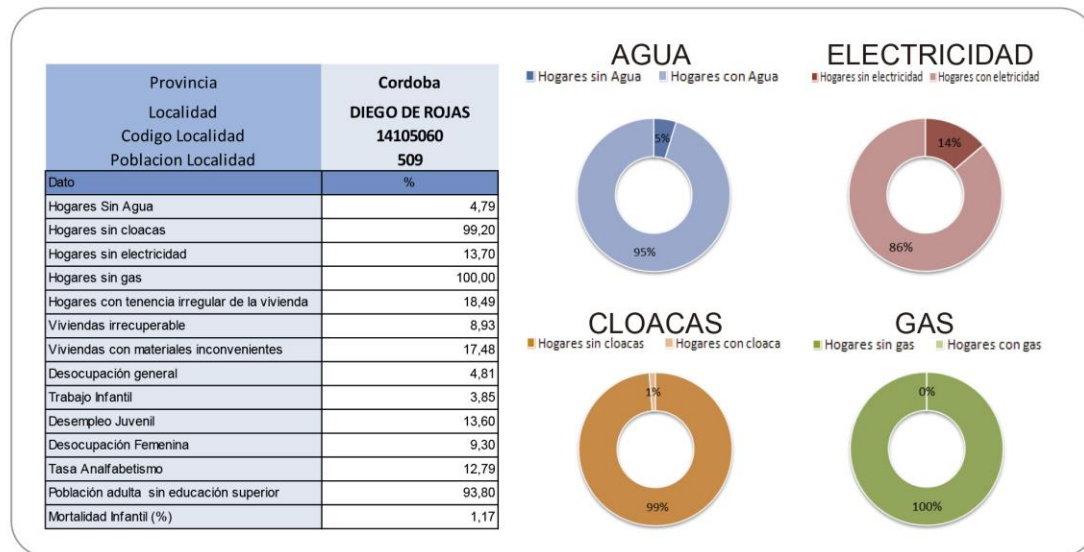 Provincia Cordoba
Localidad DIEGO DE ROJAS
Codigo Localidad 14105060
Poblacion Localidad 509
Dato %
Hogares Sin Agua 4,79
Hogares sin cloacas 99,20
Hogares sin electricidad 13,70
Hogares sin gas 100,00
Hogares con tenencia irregular de la vivienda 18,49
Viviendas irrecuperable 8,93
Viviendas con materiales inconvenientes 17,48
Desocupación general 4,81
Trabajo Infantil 3,85
Desempleo Juvenil 13,60
Desocupación Femenina 9,30
Tasa Analfabetismo 12,79
Población adulta sin educación superior 93,80
Mortalidad Infantil (%) 1,17
AGUA
Hogares sin Agua Hogares con Agua
5%
95%
ELECTRICIDAD
Hogares sin electricidad Hogares con eletricidad
14%
86%
CLOACAS
Hogares sin cloacas Hogares con cloaca
1%
99%
GAS
Hogares sin gas Hogares con gas
0%
100%